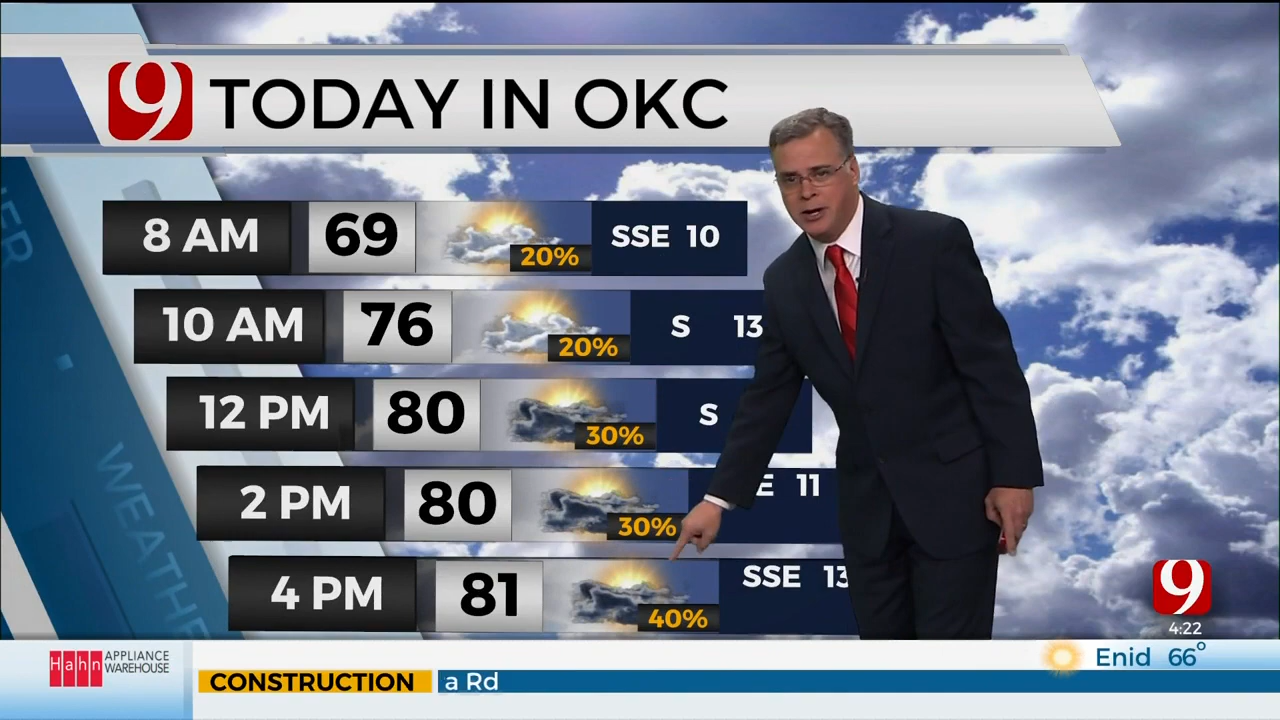 9 TODAY IN OKC
8 AM 69 20% SSE 10
10 AM 76 20% S 13
12 PM 80 30% S
2 PM 80 30% E 11
4 PM 81 40% SSE 13
9
4:22
Hahn APPLIANCE WAREHOUSE
Enid 66°
CONSTRUCTION a Rd
WEATHE